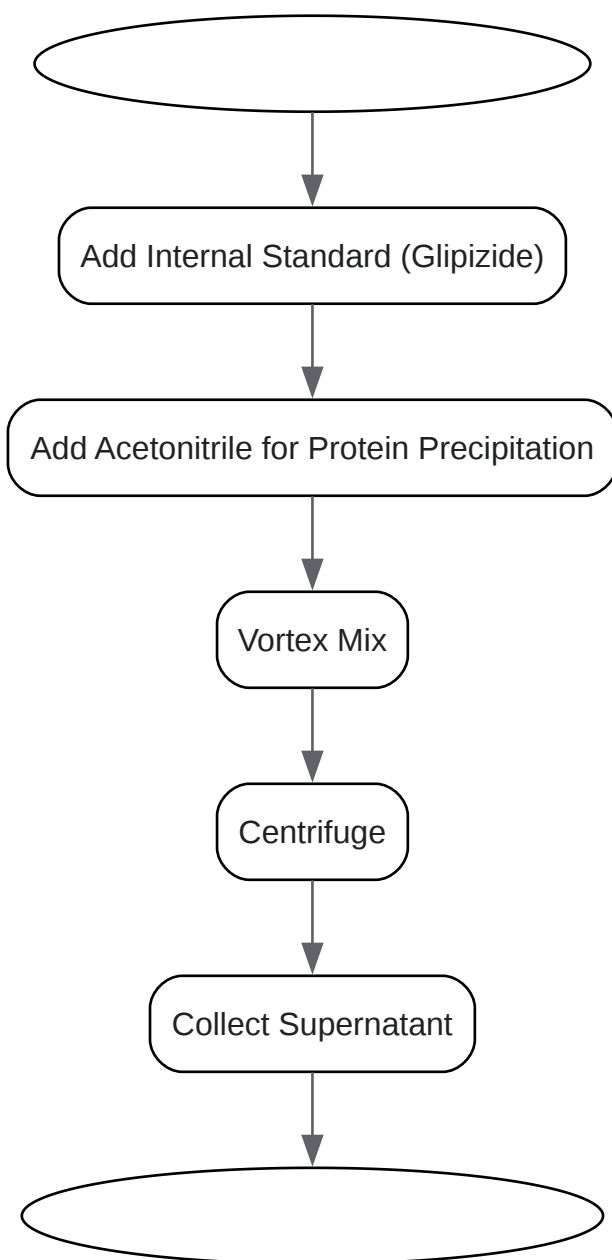 Add Internal Standard (Glipizide)
Add Acetonitrile for Protein Precipitation
Vortex Mix
Centrifuge
Collect Supernatant